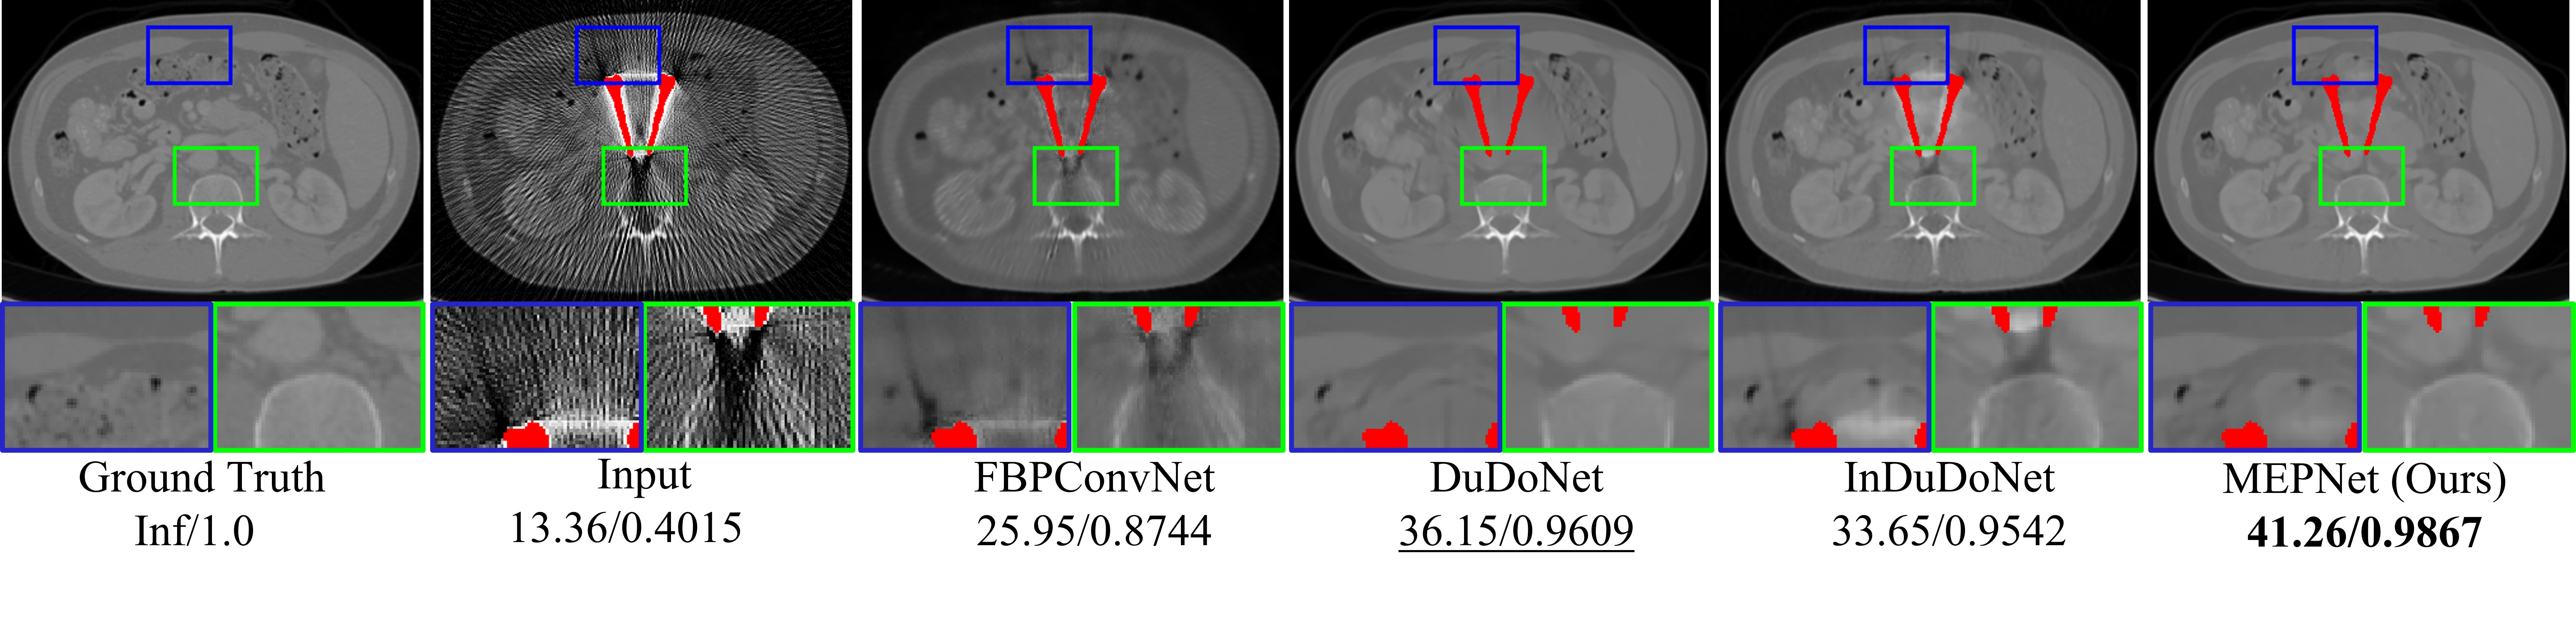 Ground Truth
Inf/1.0
Input
13.36/0.4015
FBPConvNet
25.95/0.8744
DuDoNet
36.15/0.9609
InDuDoNet
33.65/0.9542
MEPNet (Ours)
41.26/0.9867